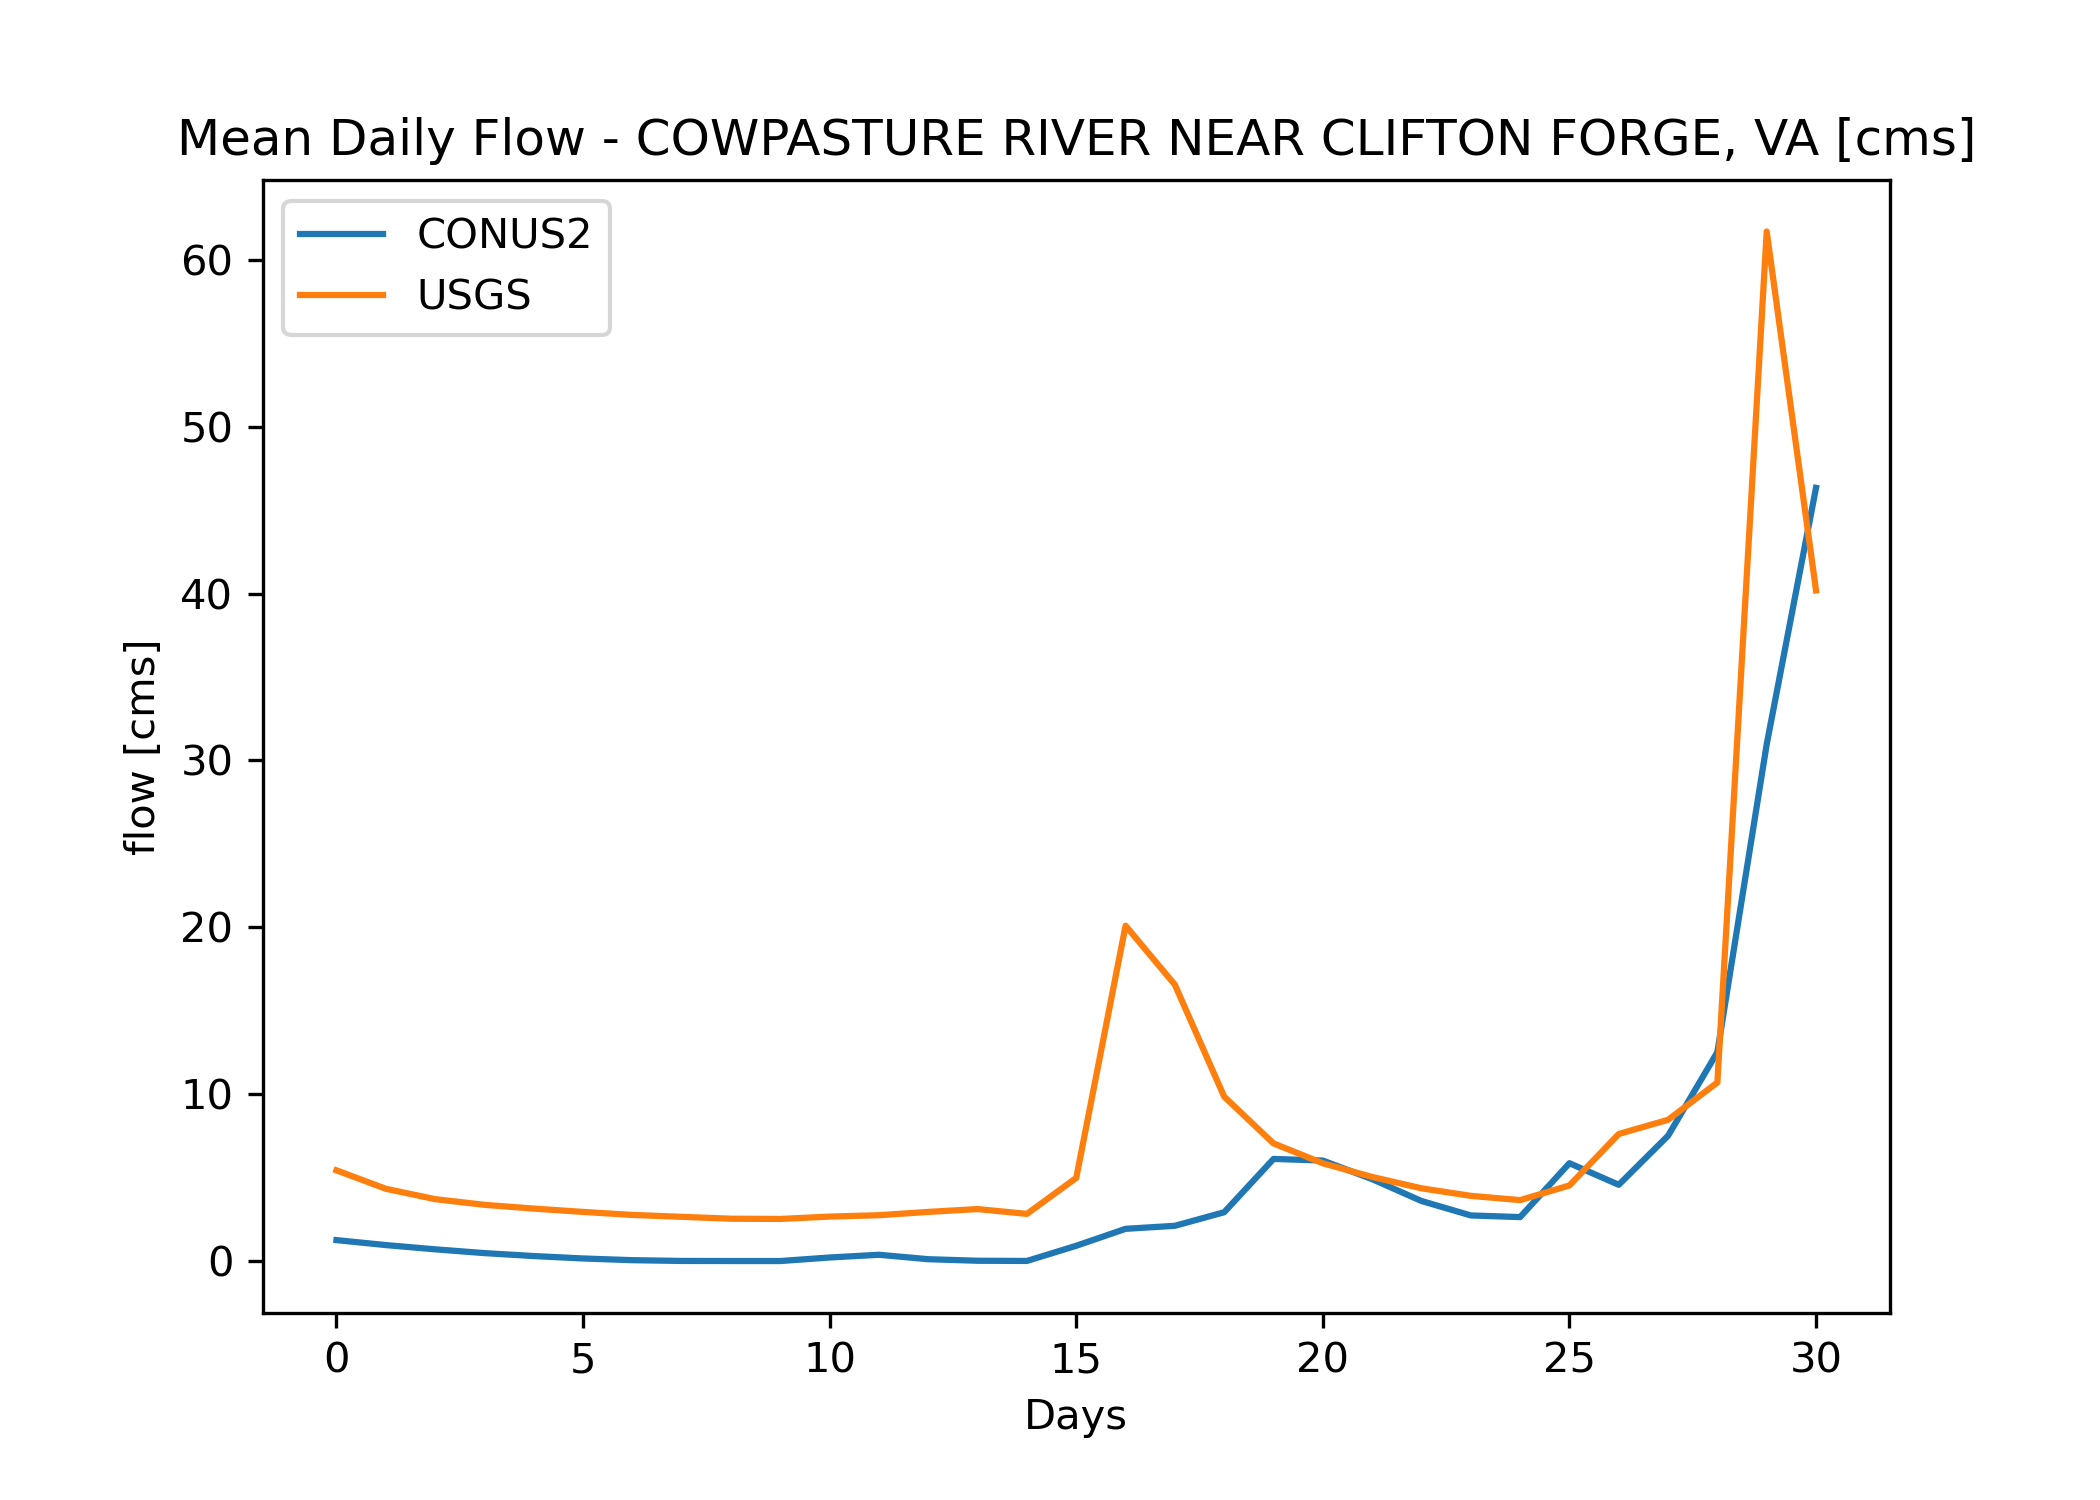 Mean Daily Flow - COWPASTURE RIVER NEAR CLIFTON FORGE, VA [cms]
CONUS2
USGS
60
50
40
30
20
10
0
flow [cms]
0 5 10 15 20 25 30
Days